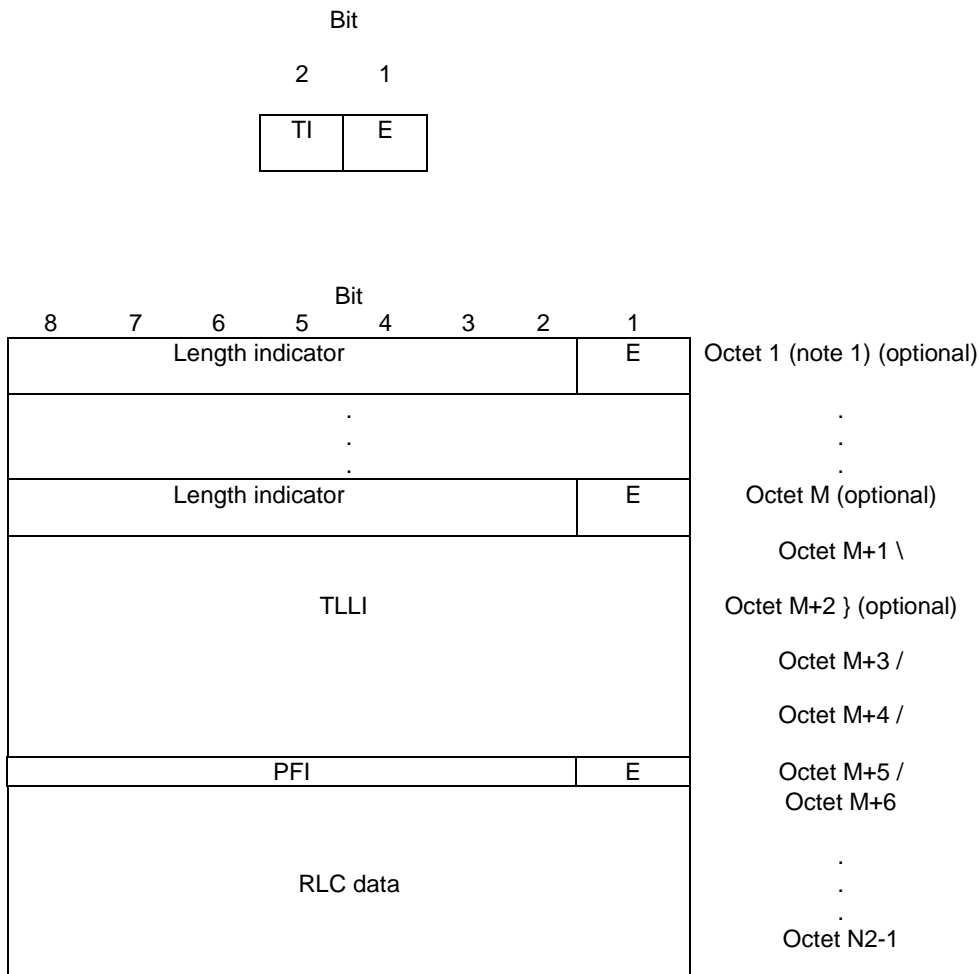 Bit
2 1
TI E
Bit
8 7 6 5 4 3 2 1
Length indicator E Octet 1 (note 1) (optional)
. .
. .
. .
Length indicator E Octet M (optional)
Octet M+1 \
TLLI Octet M+2 } (optional)
Octet M+3 /
Octet M+4 /
PFI E Octet M+5 /
Octet M+6
.
RLC data .
.
Octet N2-1